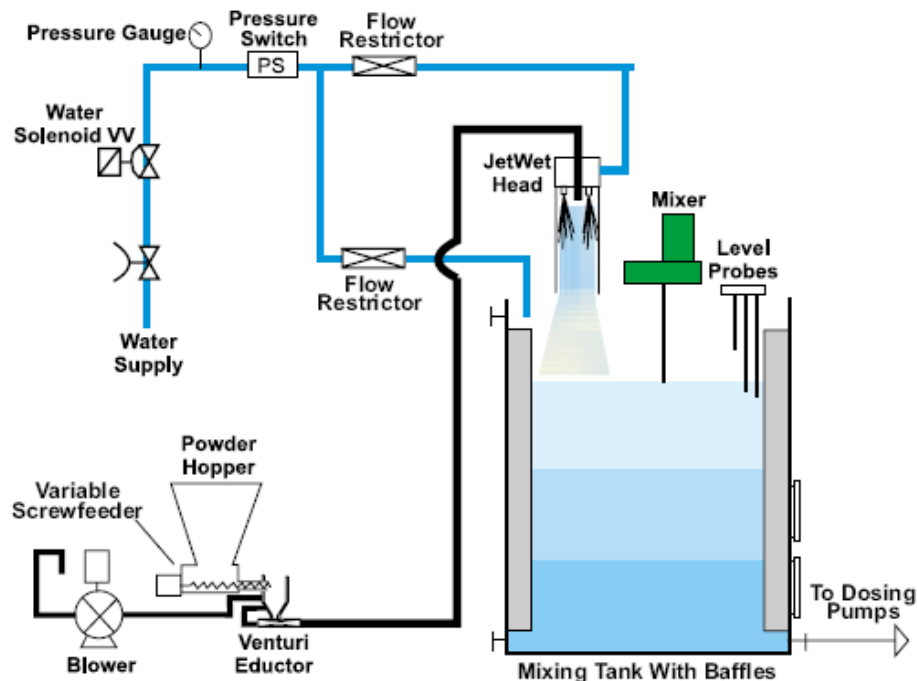 Pressure Gauge
Pressure
Switch
PS
Flow
Restrictor
Water
Solenoid VV
JetWet
Head
Mixer
Level
Probes
Flow
Restrictor
Water
Supply
Powder
Hopper
Variable
Screwfeeder
Blower
Venturi
Eductor
To Dosing
Pumps
Mixing Tank With Baffles